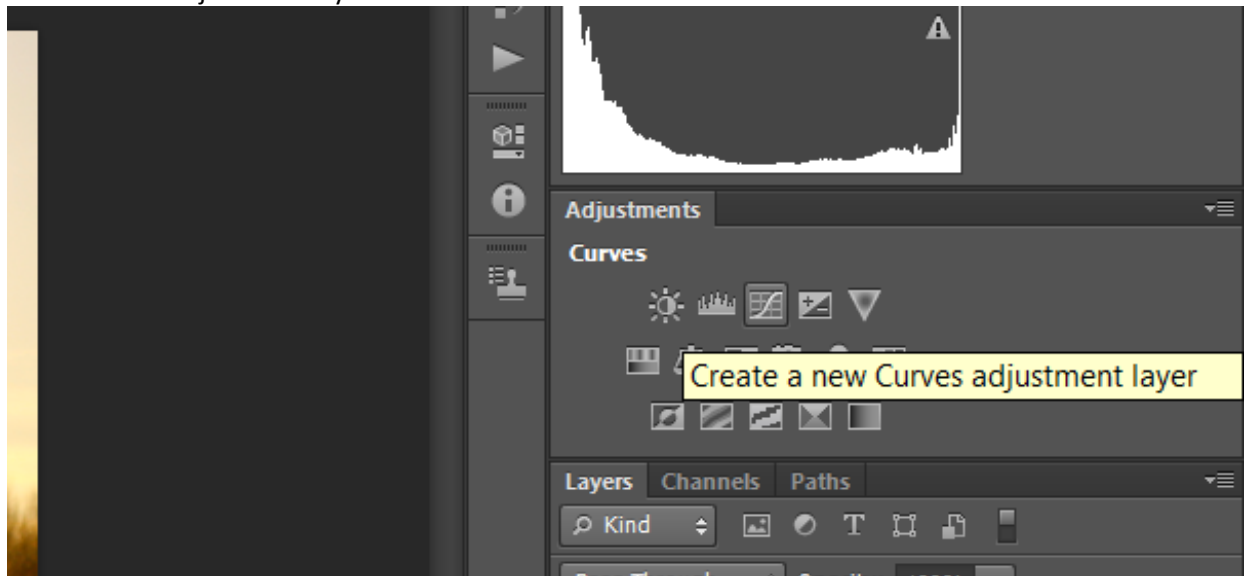 Adjustments
Curves
Create a new Curves adjustment layer
Layers Channels Paths
Kind T